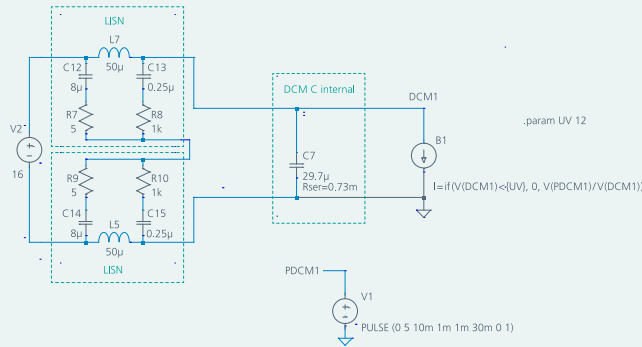 LISN
L7
50µ
C12
8µ
C13
0.25µ
R7
5
R8
1k
V2
16
R9
5
R10
1k
C14
8µ
L5
50µ
C15
0.25µ
LISN
DCM C internal
C7
29.7µ
Rser=0.73m
DCM1
B1
I=if(V(DCM1)<{UV}, 0, V(PDCM1)/V(DCM1))
.param UV 12
PDCM1
V1
PULSE (0 5 10m 1m 1m 30m 0 1)